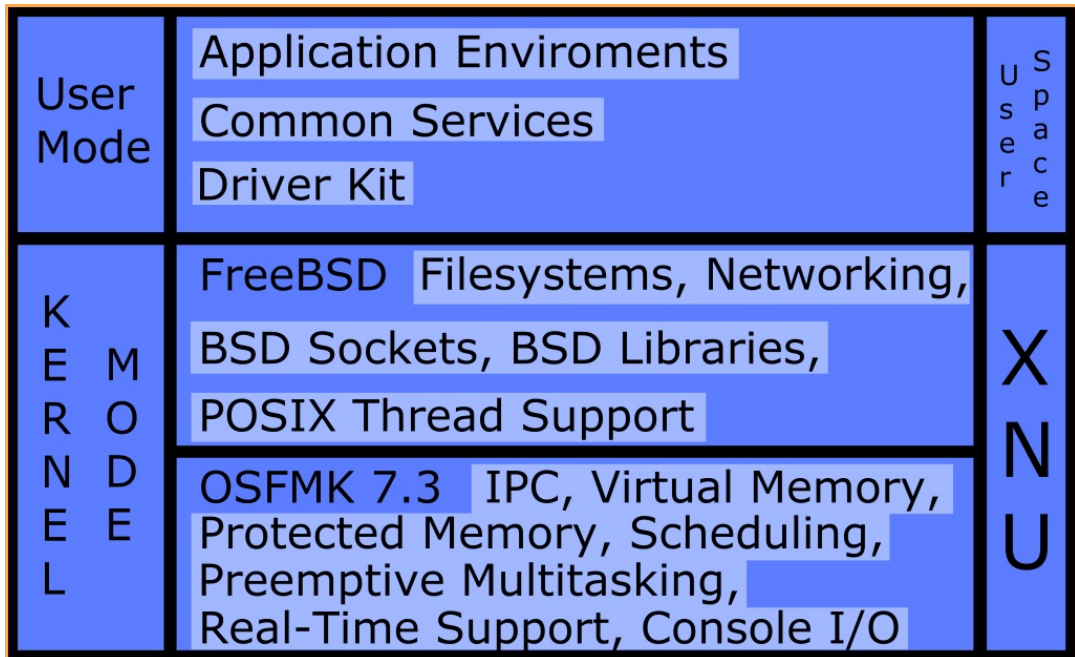 User
Mode
Application Enviroments
Common Services
Driver Kit
User
Space
KERNEL
MODE
FreeBSD Filesystems, Networking,
BSD Sockets, BSD Libraries,
POSIX Thread Support
OSFMK 7.3 IPC, Virtual Memory,
Protected Memory, Scheduling,
Preemptive Multitasking,
Real-Time Support, Console I/O
XNU